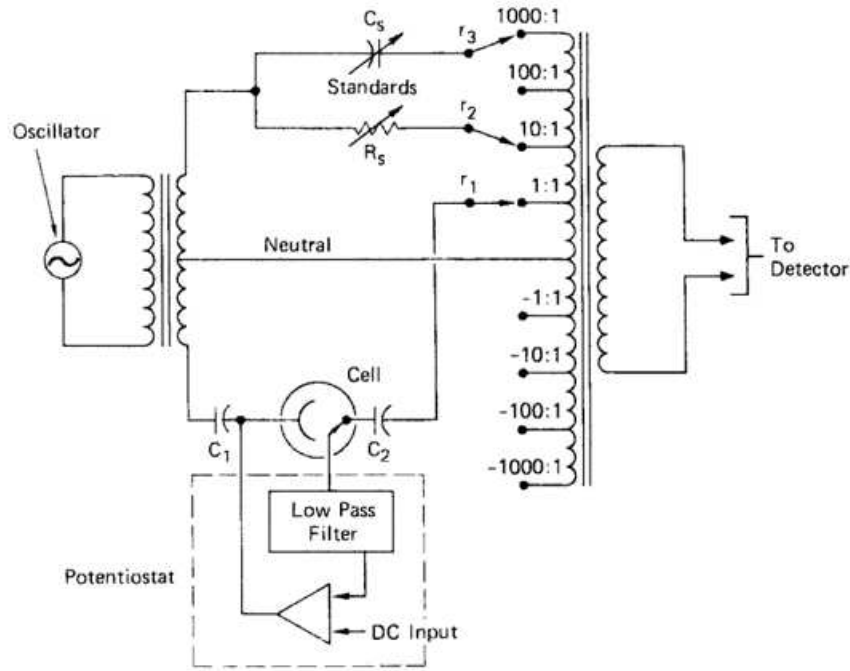 1000:1
Cs
r3
100:1
Standards
r2
Oscillator
10:1
Rs
r1
1:1
Neutral
To
Detector
-1:1
-10:1
Cell
-100:1
C1
C2
-1000:1
Low Pass
Filter
Potentiostat
DC Input